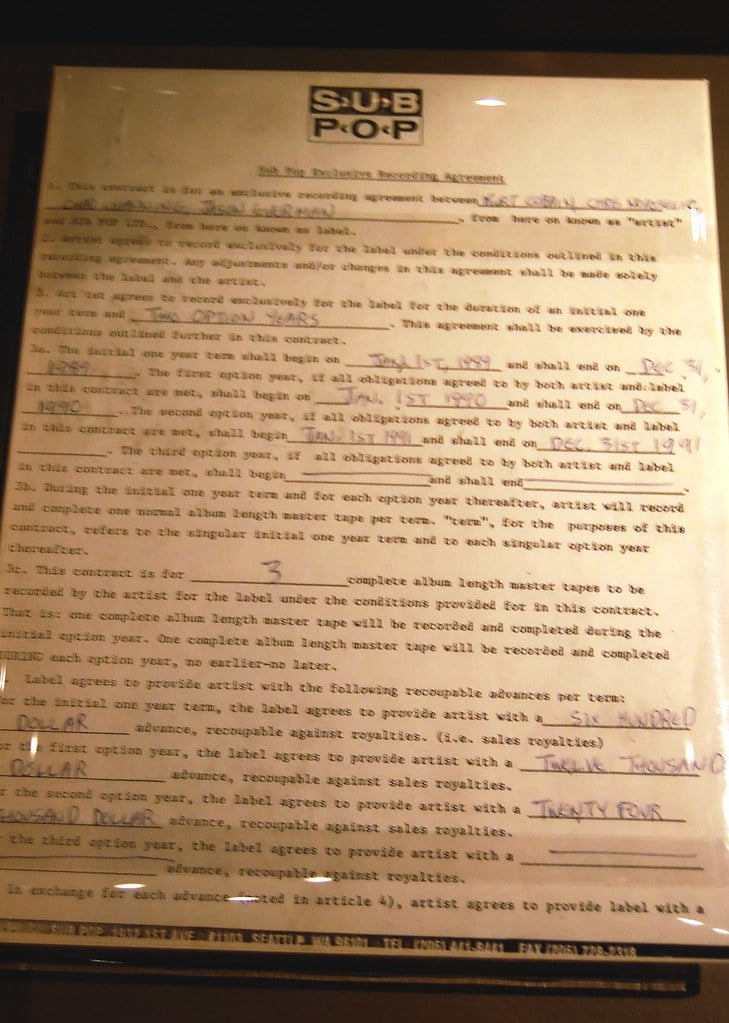 S·U·B
P·O·P
Sub Pop Exclusive Recording Agreement
1. This contract is for an exclusive recording agreement between KURT COBAIN, CHRIS
CHAD CHANNING, JASON EVERMAN, from here on known as "artist"
and SUB POP LTD., from here on known as label.
2. Artist agrees to record exclusively for the label under the conditions outlined in this
recording agreement. Any adjustments and/or changes in this agreement shall be made solely
between the label and the artist.
3. Art ist agrees to record exclusively for the label for the duration of an initial one
year term and TWO OPTION YEARS. This agreement shall be exercised by the
conditions outlined further in this contract.
3a. The initial one year term shall begin on JAN. 1ST, 1989 and shall end on DEC 31,
1989. The first option year, if all obligations agreed to by both artist and label
in this contract are met, shall begin on JAN. 1ST 1990 and shall end on DEC 31,
1990. The second option year, if all obligations agreed to by both artist and label
in this contract are met, shall begin JAN. 1ST 1991 and shall end on DEC. 31ST 1991
. The third option year, if all obligations agreed to by both artist and label
in this contract are met, shall begin and shall end .
3b. During the initial one year term and for each option year thereafter, artist will record
and complete one normal album length master tape per term. "term", for the purposes of this
contract, refers to the singular initial one year term and to each singular option year
thereafter.
3c. This contract is for 3 complete album length master tapes to be
recorded by the artist for the label under the conditions provided for in this contract.
That is: one complete album length master tape will be recorded and completed during the
initial option year. One complete album length master tape will be recorded and completed
DURING each option year, no earlier-no later.
Label agrees to provide artist with the following recoupable advances per term:
or the initial one year term, the label agrees to provide artist with a SIX HUNDRED
DOLLAR advance, recoupable against royalties. (i.e. sales royalties)
or the first option year, the label agrees to provide artist with a TWELVE THOUSAND
DOLLAR advance, recoupable against sales royalties.
r the second option year, the label agrees to provide artist with a TWENTY FOUR
THOUSAND DOLLAR advance, recoupable against sales royalties.
the third option year, the label agrees to provide artist with a
advance, recoupable against royalties.
In exchange for each advance (noted in article 4), artist agrees to provide label with a
SUB POP 1ST AVE SEATTLE WA TEL (206) 441-8441 FAX (206)